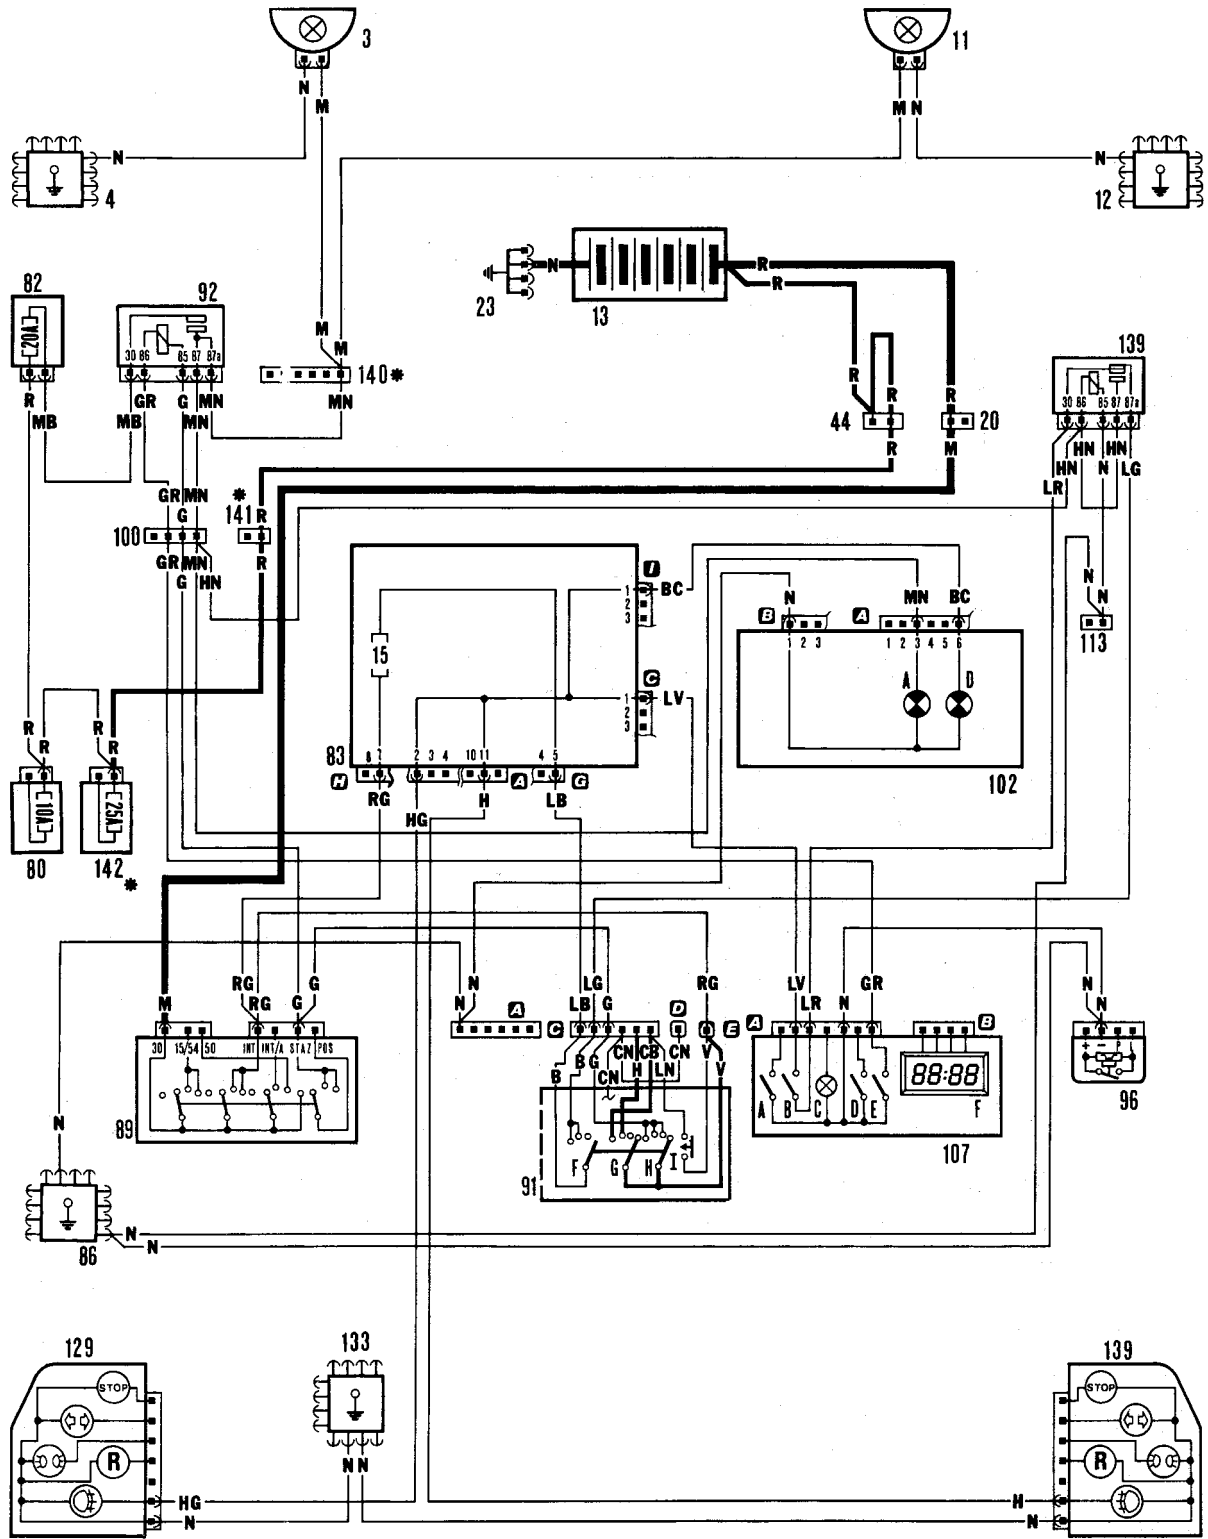 3
11
N
M
M N
N
N
4
12
N
R
R
23
13
82
92
139
20A
30 86 85 87 87a
M
M
140*
R
R
R
30 86 85 87 87a
R
MB
MB
GR
G
MN
MN
44
20
R
M
HN
HN
N
LG
LR
GR
MN
G
*
141
R
100
GR
MN
G
HN
R
I
1
2
3
BC
N
MN
BC
N
N
B
A
1 2 3
1 2 3 4 5 6
113
15
C
1
2
3
LV
A
D
R
R
R
R
83
8 7
2 3 4
10 11
4 5
H
A
G
102
RG
HG
H
LB
10A
25A
80
142
*
M
RG
RG
G
G
N
N
LB
LG
G
RG
LV
LR
N
GR
N
N
A
C
D
E
A
B
30
15/54
50
INT
INT/A
STAZ
POS
B
B
G
CN
CN
H
CB
LN
CN
V
V
+ -
P
88:88
A
B
C
D
E
F
96
N
89
F
G
H
I
91
107
N
N
86
129
133
139
STOP
STOP
R
N N
R
HG
N
H
N